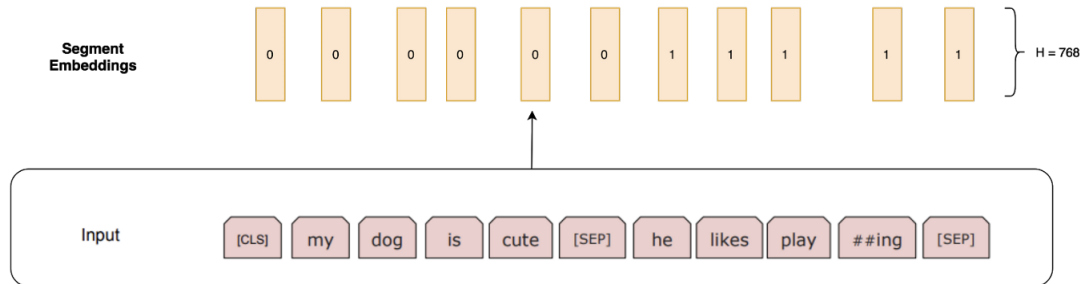 Segment
Embeddings
0 0 0 0 0 0 1 1 1 1 1
H = 768
Input
[CLS] my dog is cute [SEP] he likes play ##ing [SEP]